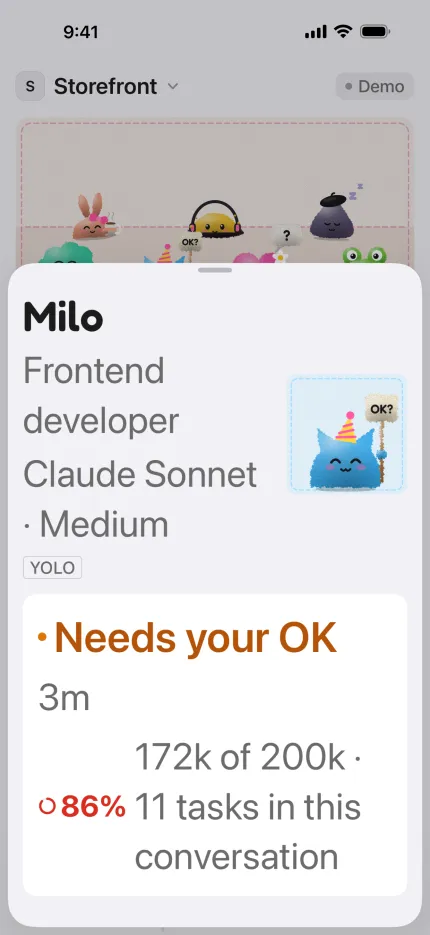 9:41
S Storefront
Demo
OK?
?
z z
Milo
Frontend
developer
Claude Sonnet
· Medium
OK?
YOLO
Needs your OK
3m
172k of 200k ·
86% 11 tasks in this
conversation